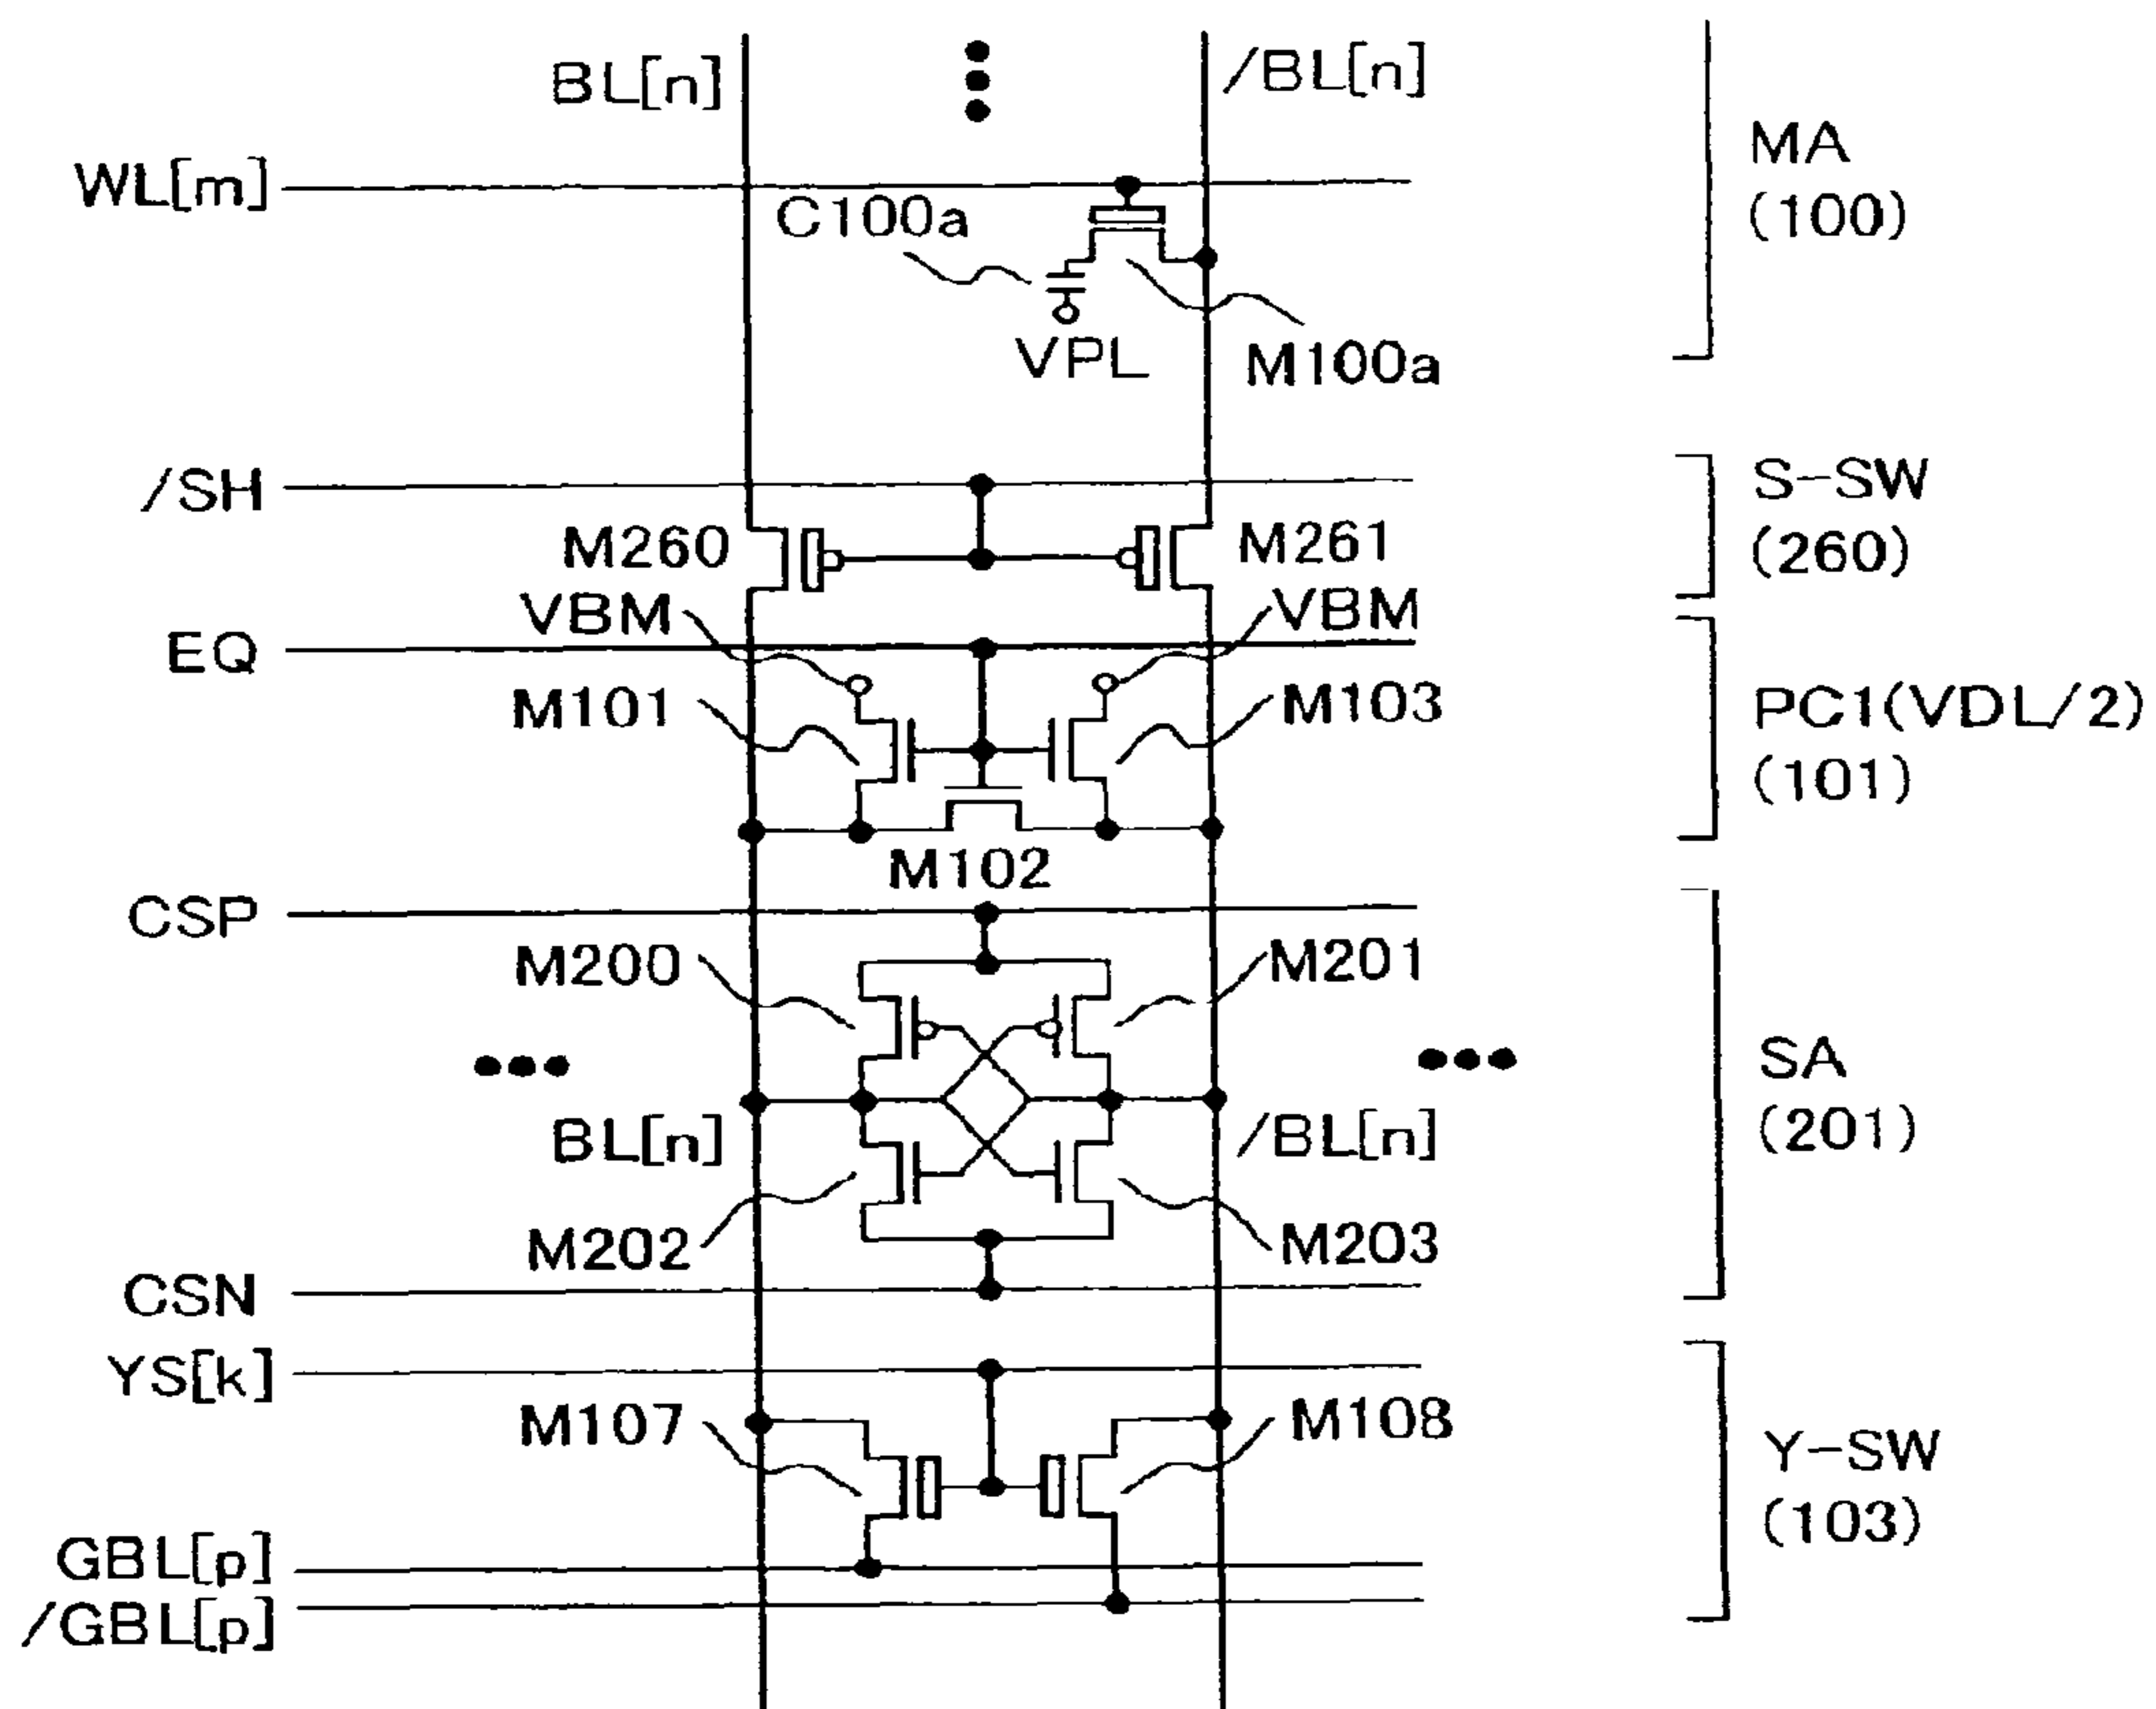 BL[n]
/BL[n]
MA
(100)
WL[m]
C100a
VPL
M100a
/SH
S-SW
(260)
M260
M261
VBM
VBM
EQ
M101
M103
PC1(VDL/2)
(101)
M102
CSP
M200
M201
SA
(201)
BL[n]
/BL[n]
M202
M203
CSN
YS[k]
M107
M108
Y-SW
(103)
GBL[p]
/GBL[p]